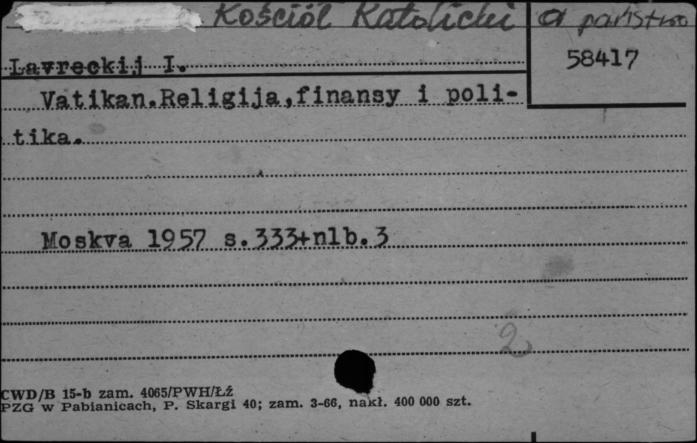 Kościół Katolicki a państwo
58417
Lavreckij I.
Vatikan.Religija,finansy i poli-
tika.
Moskva 1957 s.333+nlb.3
2
CWD/B 15-b zam. 4065/PWH/Łź
PZG w Pabianicach, P. Skargi 40; zam. 3-66, nakł. 400 000 szt.